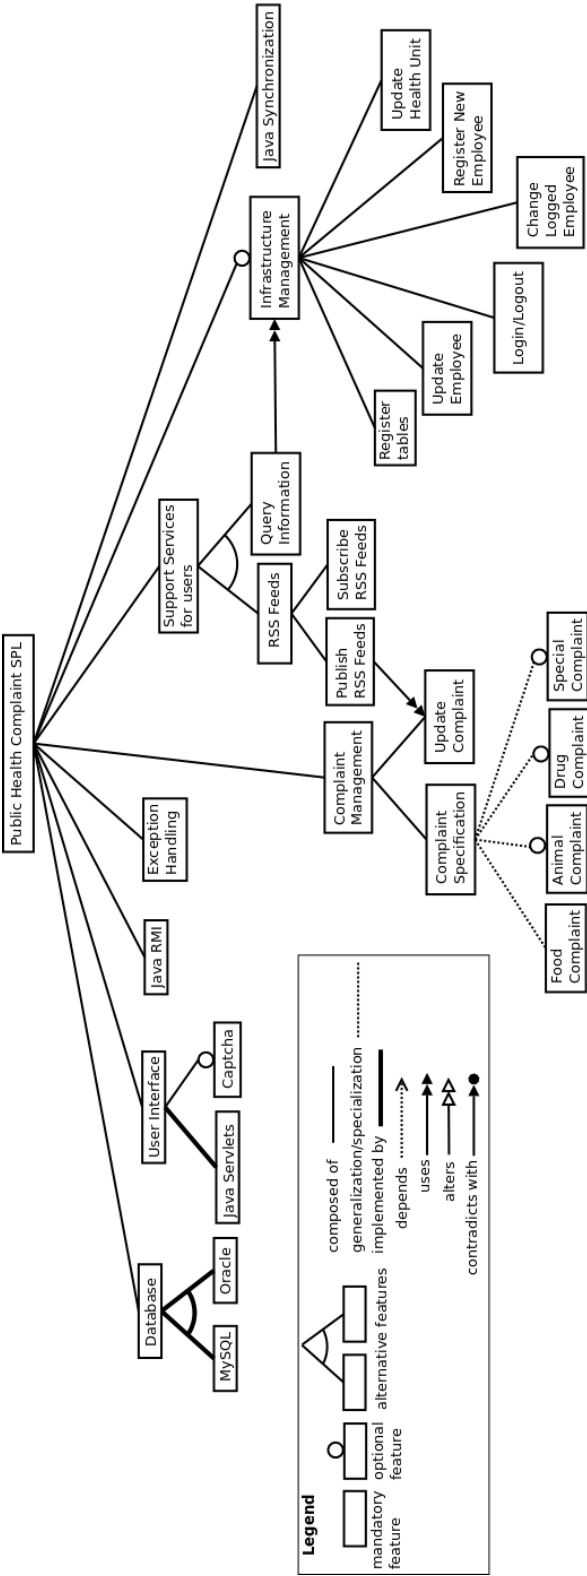 Public Health Complaint SPL
Database
User Interface
Java RMI
Exception
Handling
Support Services
for users
Java Synchronization
MySQL
Oracle
Java Servlets
Captcha
Complaint
Management
RSS Feeds
Query
Information
Infrastructure
Management
Publish
RSS Feeds
Subscribe
RSS Feeds
Complaint
Specification
Update
Complaint
Register
tables
Update
Employee
Login/Logout
Change
Logged
Employee
Register New
Employee
Update
Health Unit
Food
Complaint
Animal
Complaint
Drug
Complaint
Special
Complaint
Legend
mandatory
feature
optional
feature
alternative features
composed of
generalization/specialization
implemented by
depends
uses
alters
contradicts with